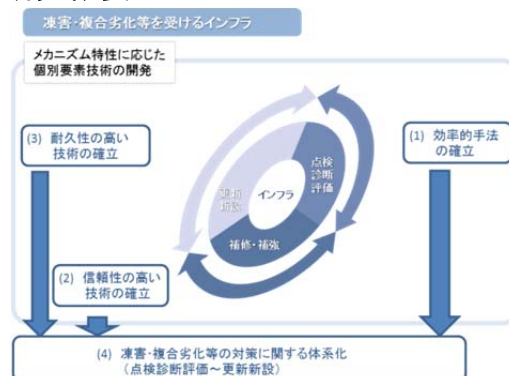 凍害・複合劣化等を受けるインフラ
メカニズム特性に応じた
個別要素技術の開発
(3) 耐久性の高い
技術の確立
(1) 効率的手法
の確立
点検
診断
評価
更新
新設
インフラ
補修・補強
(2) 信頼性の高い
技術の確立
(4) 凍害・複合劣化等の対策に関する体系化
(点検診断評価~更新新設)